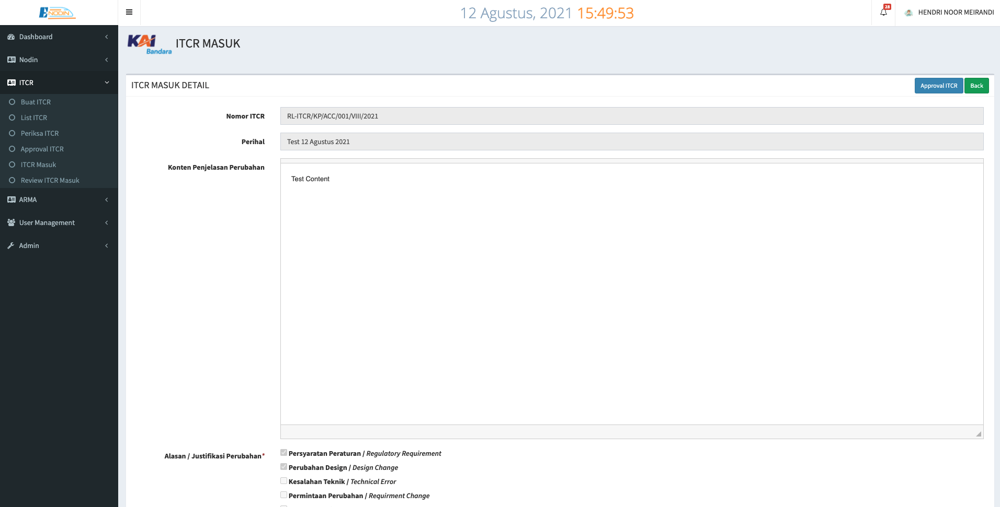 NODIN
12 Agustus, 2021 15:49:53
28
HENDRI NOOR MEIRANDI
Dashboard
Nodin
ITCR
Buat ITCR
List ITCR
Periksa ITCR
Approval ITCR
ITCR Masuk
Review ITCR Masuk
ARMA
User Management
Admin
KAI Bandara
ITCR MASUK
ITCR MASUK DETAIL
Approval ITCR
Back
Nomor ITCR
RL-ITCR/KP/ACC/001/VIII/2021
Perihal
Test 12 Agustus 2021
Konten Penjelasan Perubahan
Test Content
Alasan / Justifikasi Perubahan*
Persyaratan Peraturan / Regulatory Requirement
Perubahan Design / Design Change
Kesalahan Teknik / Technical Error
Permintaan Perubahan / Requirment Change